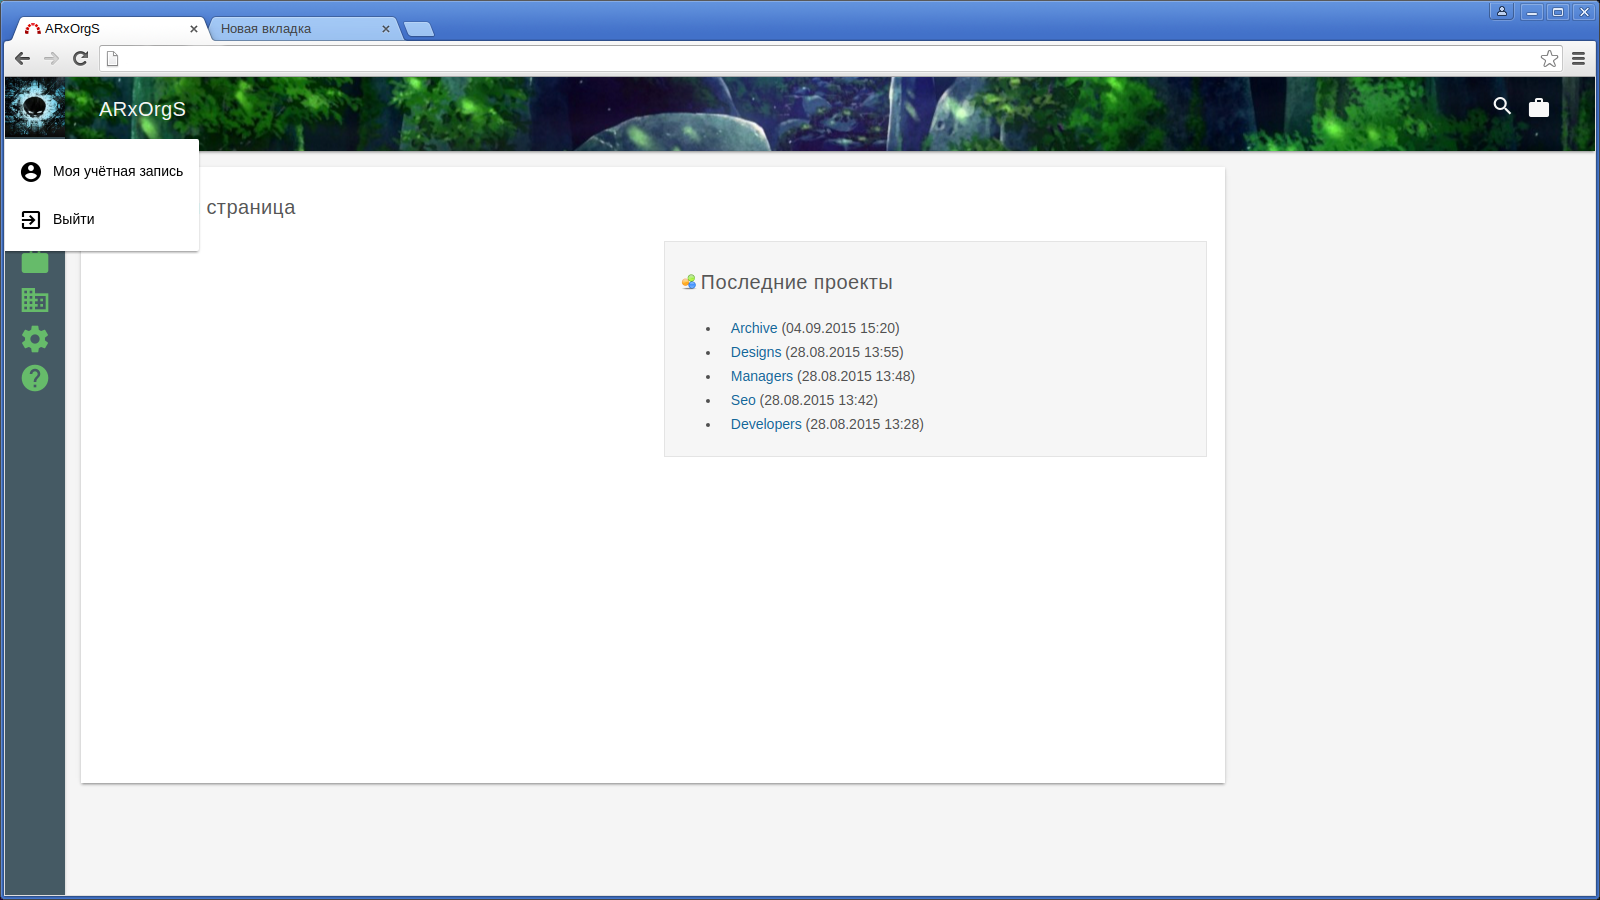 ARxOrgS
Новая вкладка
ARxOrgS
Моя учётная запись
Выйти
страница
Последние проекты
Archive (04.09.2015 15:20)
Designs (28.08.2015 13:55)
Managers (28.08.2015 13:48)
Seo (28.08.2015 13:42)
Developers (28.08.2015 13:28)